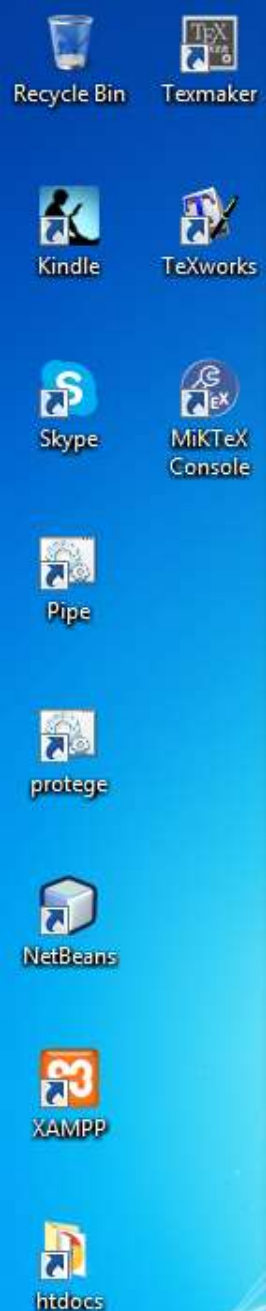 Recycle Bin
Texmaker
Kindle
TeXworks
Skype
MiKTeX
Console
Pipe
protege
NetBeans
XAMPP
htdocs